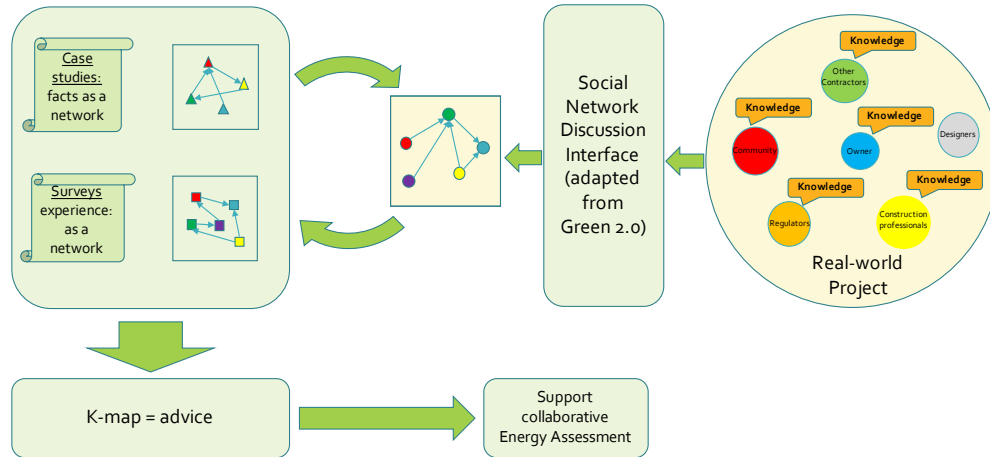 Case
studies:
facts as a
network
Surveys
experience:
as a
network
Social
Network
Discussion
Interface
(adapted
from
Green 2.0)
Knowledge
Other
Contractors
Knowledge
Community
Knowledge
Owner
Designers
Knowledge
Regulators
Knowledge
Construction
professionals
Real-world
Project
K-map = advice
Support
collaborative
Energy Assessment